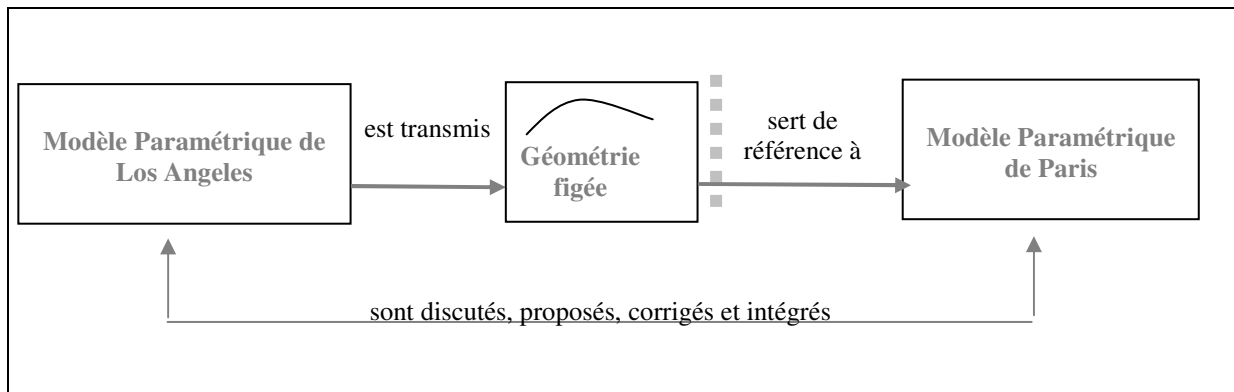 Modèle Paramétrique de
Los Angeles
est transmis
Géométrie
figée
sert de
référence à
Modèle Paramétrique
de Paris
sont discutés, proposés, corrigés et intégrés